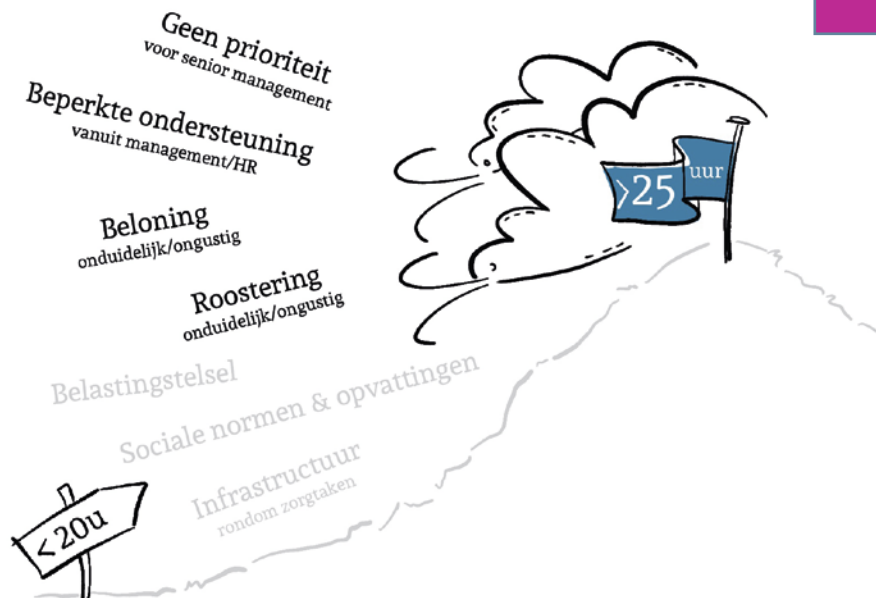 Geen prioriteit
voor senior management
Beperkte ondersteuning
vanuit management/HR
Beloning
onduidelijk/ongustig
Roostering
onduidelijk/ongustig
Belastingstelsel
Sociale normen & opvattingen
Infrastructuur
rondom zorgtaken
<20u
>25 uur